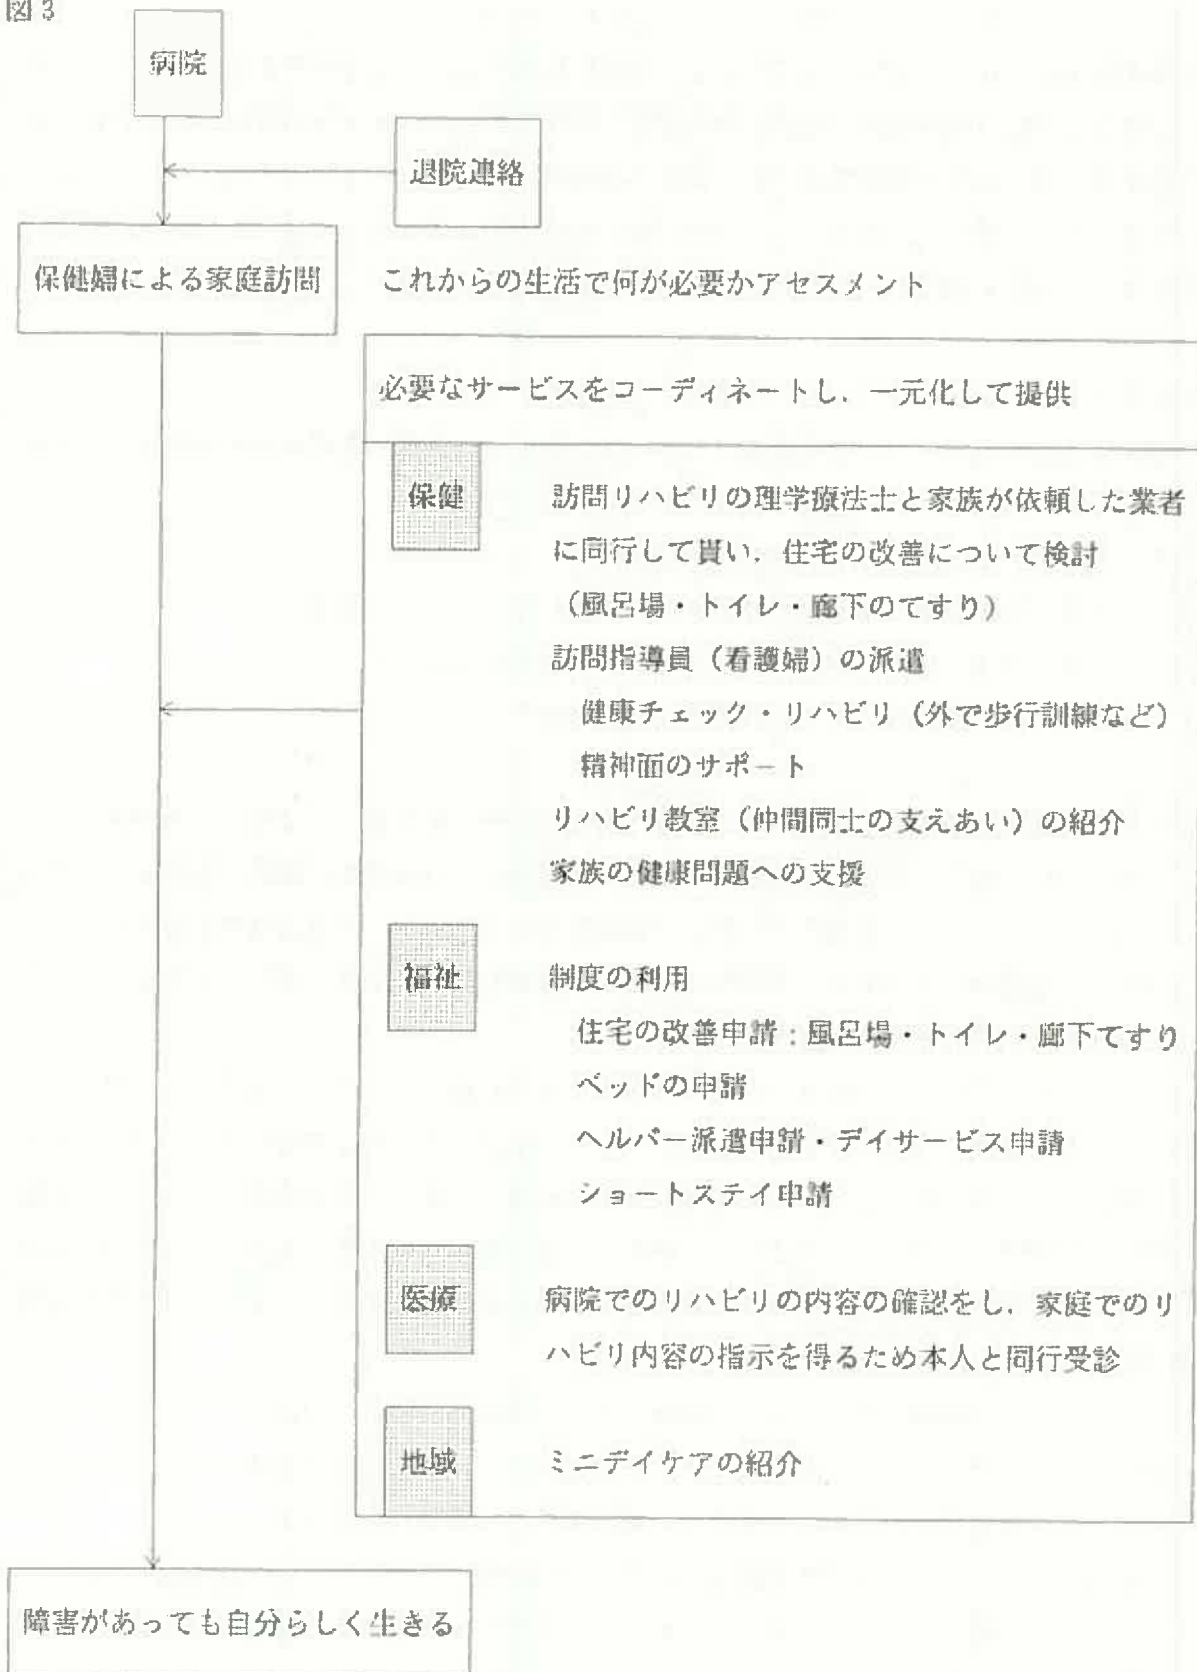 図3
病院
退院連絡
保健婦による家庭訪問
これからの生活で何が必要かアセスメント
必要なサービスをコーディネートし，一元化して提供
保健
訪問リハビリの理学療法士と家族が依頼した業者
に同行して貰い，住宅の改善について検討
（風呂場・トイレ・廊下のてすり）
訪問指導員（看護婦）の派遣
健康チェック・リハビリ（外で歩行訓練など）
精神面のサポート
リハビリ教室（仲間同士の支えあい）の紹介
家族の健康問題への支援
福祉
制度の利用
住宅の改善申請：風呂場・トイレ・廊下てすり
ベッドの申請
ヘルパー派遣申請・デイサービス申請
ショートステイ申請
医療
病院でのリハビリの内容の確認をし，家庭でのリ
ハビリ内容の指示を得るため本人と同行受診
地域
ミニデイケアの紹介
障害があっても自分らしく生きる